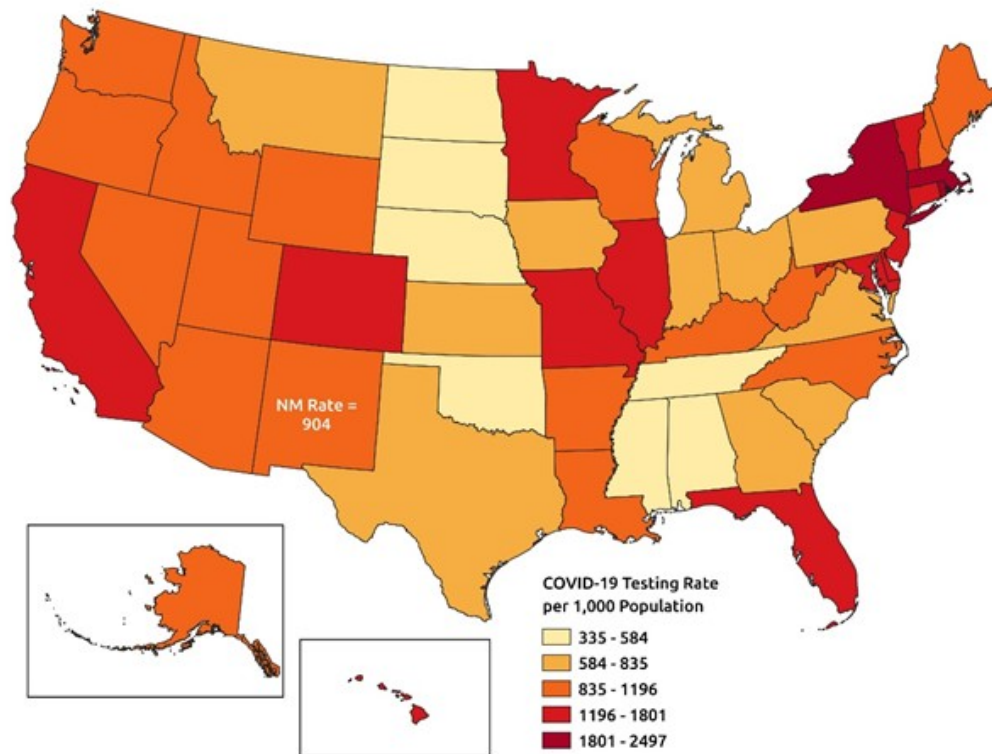 NM Rate =
904
COVID-19 Testing Rate
per 1,000 Population
335 - 584
584 - 835
835 - 1196
1196 - 1801
1801 - 2497